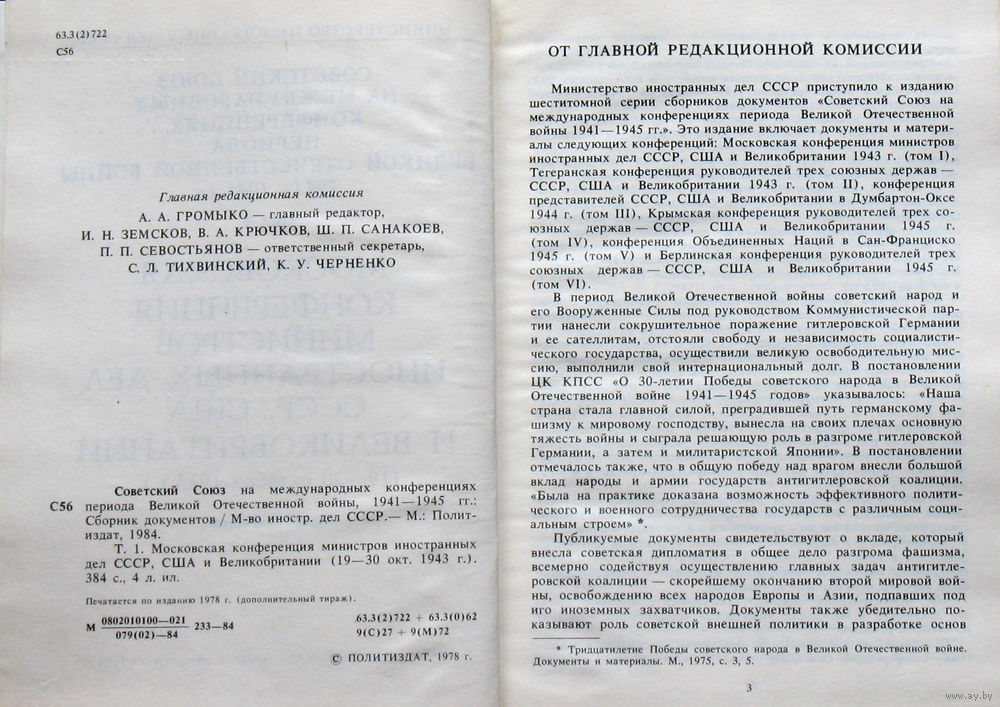 63.3(2)722
С56
Главная редакционная комиссия
А. А. ГРОМЫКО — главный редактор,
И. Н. ЗЕМСКОВ, В. А. КРЮЧКОВ, Ш. П. САНАКОЕВ,
П. П. СЕВОСТЬЯНОВ — ответственный секретарь,
С. Л. ТИХВИНСКИЙ, К. У. ЧЕРНЕНКО
Советский Союз на международных конференциях
С56 периода Великой Отечественной войны, 1941—1945 гг.:
Сборник документов / М-во иностр. дел СССР.— М.: Полит-
издат, 1984.
Т. 1. Московская конференция министров иностранных
дел СССР, США и Великобритании (19—30 окт. 1943 г.).
384 с., 4 л. ил.
Печатается по изданию 1978 г. (дополнительный тираж).
М 0802010100—021
079(02)—84
233—84
63.3(2)722 + 63.3(0)62
9(С)27 + 9(М)72
© ПОЛИТИЗДАТ, 1978 г.
ОТ ГЛАВНОЙ РЕДАКЦИОННОЙ КОМИССИИ
Министерство иностранных дел СССР приступило к изданию
шеститомной серии сборников документов «Советский Союз на
международных конференциях периода Великой Отечественной
войны 1941—1945 гг.». Это издание включает документы и матери-
алы следующих конференций: Московская конференция министров
иностранных дел СССР, США и Великобритании 1943 г. (том I),
Тегеранская конференция руководителей трех союзных держав —
СССР, США и Великобритании 1943 г. (том II), конференция
представителей СССР, США и Великобритании в Думбартон-Оксе
1944 г. (том III), Крымская конференция руководителей трех со-
юзных держав — СССР, США и Великобритании 1945 г.
(том IV), конференция Объединенных Наций в Сан-Франциско
1945 г. (том V) и Берлинская конференция руководителей трех
союзных держав — СССР, США и Великобритании 1945 г.
(том VI).
В период Великой Отечественной войны советский народ и
его Вооруженные Силы под руководством Коммунистической пар-
тии нанесли сокрушительное поражение гитлеровской Германии
и ее сателлитам, отстояли свободу и независимость социалисти-
ческого государства, осуществили великую освободительную мис-
сию, выполнили свой интернациональный долг. В постановлении
ЦК КПСС «О 30-летии Победы советского народа в Великой
Отечественной войне 1941—1945 годов» указывалось: «Наша
страна стала главной силой, преградившей путь германскому фа-
шизму к мировому господству, вынесла на своих плечах основную
тяжесть войны и сыграла решающую роль в разгроме гитлеровской
Германии, а затем и милитаристской Японии». В постановлении
отмечалось также, что в общую победу над врагом внесли большой
вклад народы и армии государств антигитлеровской коалиции.
«Была на практике доказана возможность эффективного полити-
ческого и военного сотрудничества государств с различным соци-
альным строем» *.
Публикуемые документы свидетельствуют о вкладе, который
внесла советская дипломатия в общее дело разгрома фашизма,
всемерно содействуя осуществлению главных задач антигитле-
ровской коалиции — скорейшему окончанию второй мировой вой-
ны, освобождению всех народов Европы и Азии, подпавших под
иго иноземных захватчиков. Документы также убедительно по-
казывают роль советской внешней политики в разработке основ
* Тридцатилетие Победы советского народа в Великой Отечественной войне.
Документы и материалы. М., 1975, с. 3, 5.
3
www.ay.by